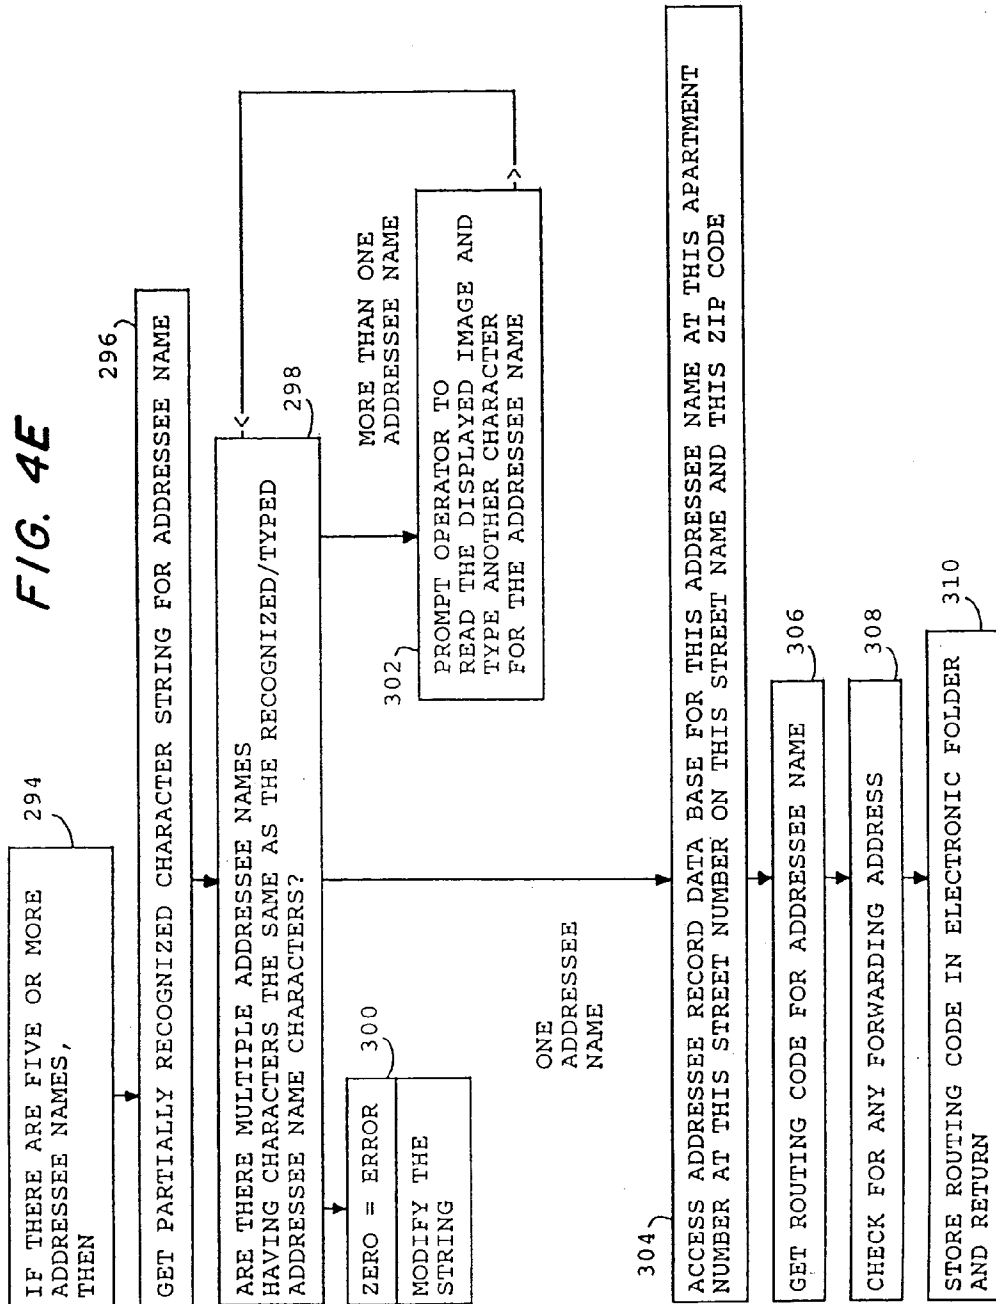 FIG. 4E
IF THERE ARE FIVE OR MORE
ADDRESSEE NAMES,
THEN
294
296
GET PARTIALLY RECOGNIZED CHARACTER STRING FOR ADDRESSEE NAME
298
ARE THERE MULTIPLE ADDRESSEE NAMES
HAVING CHARACTERS THE SAME AS THE RECOGNIZED/TYPED
ADDRESSEE NAME CHARACTERS?
300
ZERO = ERROR
MODIFY THE
STRING
MORE THAN ONE
ADDRESSEE NAME
302
PROMPT OPERATOR TO
READ THE DISPLAYED IMAGE AND
TYPE ANOTHER CHARACTER
FOR THE ADDRESSEE NAME
ONE
ADDRESSEE
NAME
304
ACCESS ADDRESSEE RECORD DATA BASE FOR THIS ADDRESSEE NAME AT THIS APARTMENT
NUMBER AT THIS STREET NUMBER ON THIS STREET NAME AND THIS ZIP CODE
306
GET ROUTING CODE FOR ADDRESSEE NAME
308
CHECK FOR ANY FORWARDING ADDRESS
310
STORE ROUTING CODE IN ELECTRONIC FOLDER
AND RETURN